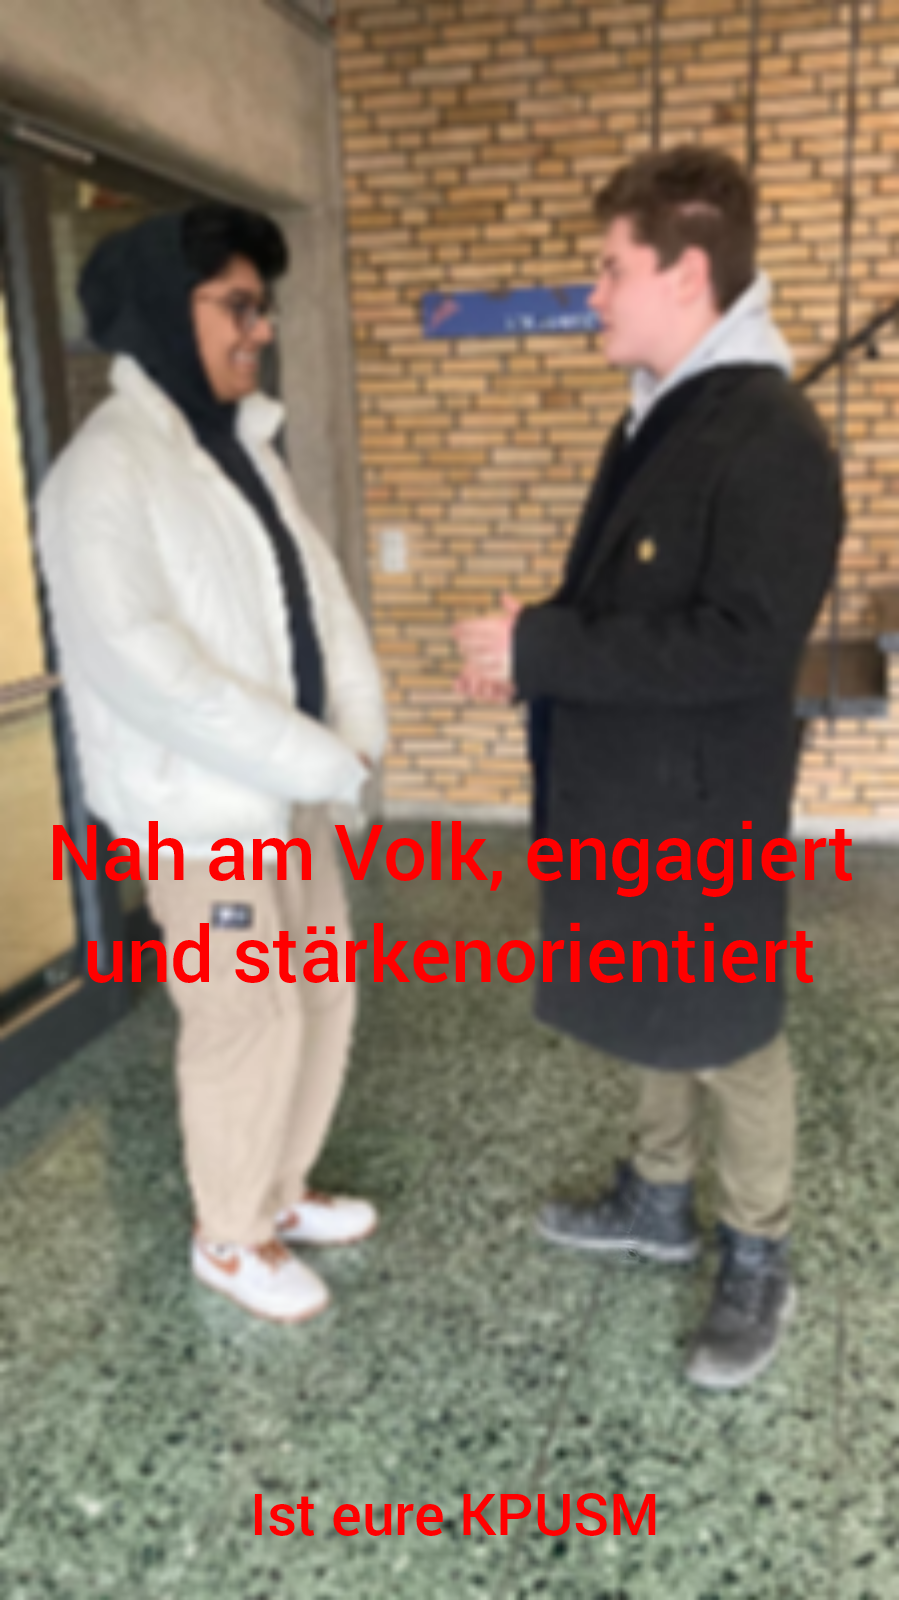 Nah am Volk, engagiert
und stärkenorientiert
Ist eure KPUSM